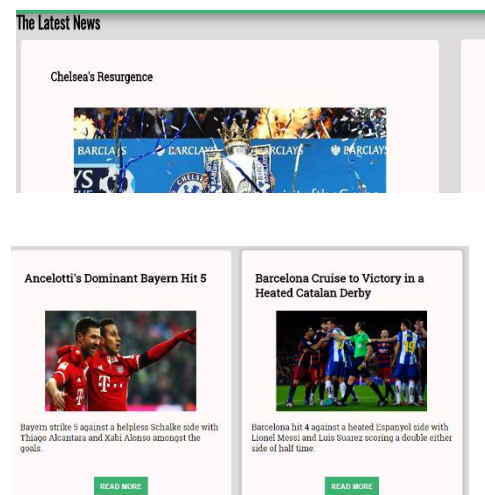 The Latest News
Chelsea's Resurgence
BARCLAYS
BARCLAYS
BARCLAYS
CHELSEA
Ancelotti's Dominant Bayern Hit 5
Barcelona Cruise to Victory in a
Heated Catalan Derby
Bayern strike 5 against a helpless Schalke side with
Thiago Alcantara and Xabi Alonso amongst the
goals.
Barcelona hit 4 against a heated Espanyol side with
Lionel Messi and Luis Suarez scoring a double either
side of half time.
READ MORE
READ MORE